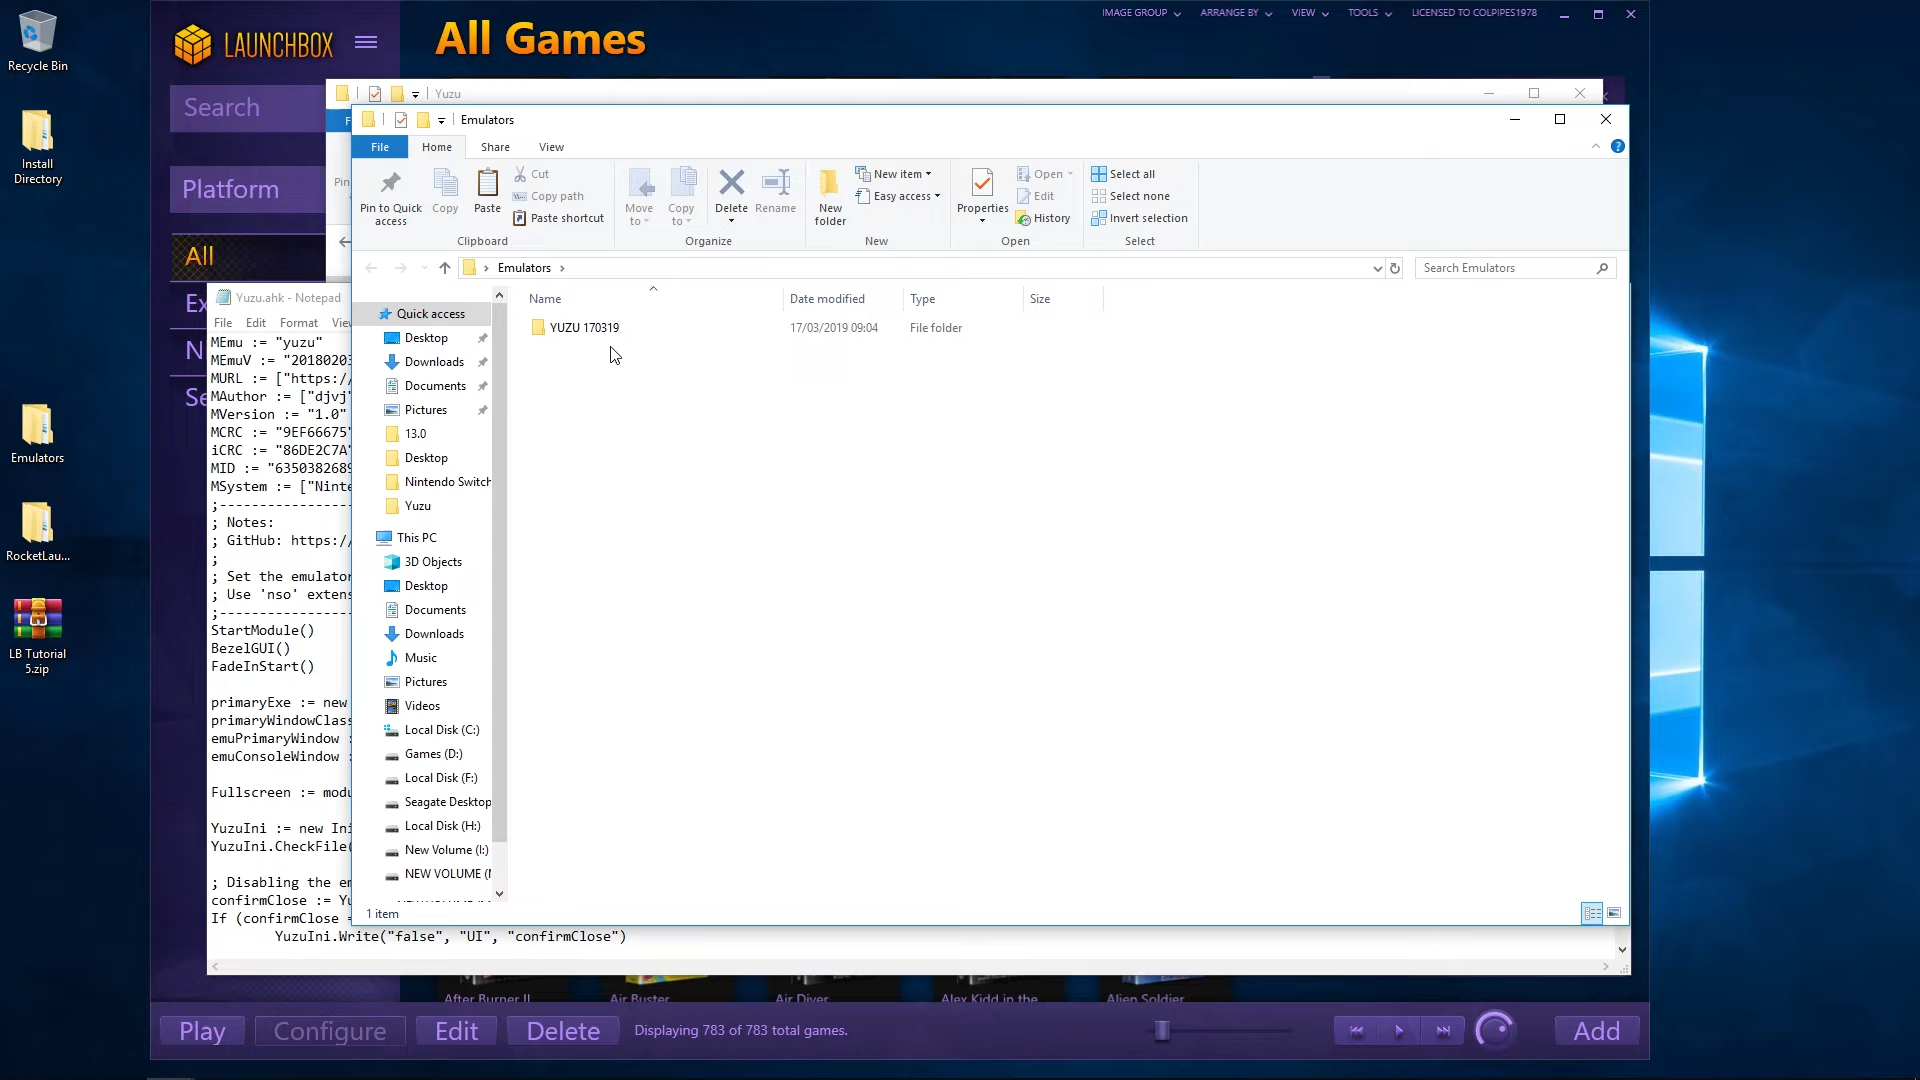 Recycle Bin
Install
Directory
Emulators
RocketLau...
LB Tutorial
5.zip
LAUNCHBOX
All Games
IMAGE GROUP
ARRANGE BY
VIEW
TOOLS
LICENSED TO COLPIPES1978
Search
Platform
All
Yuzu
Emulators
File
Home
Share
View
Pin to Quick
access
Copy
Paste
Cut
Copy path
Paste shortcut
Clipboard
Move
to
Copy
to
Delete
Rename
Organize
New
folder
New item
Easy access
New
Properties
Open
Edit
History
Open
Select all
Select none
Invert selection
Select
Emulators
Search Emulators
Name
Date modified
Type
Size
YUZU 170319
17/03/2019 09:04
File folder
Quick access
Desktop
Downloads
Documents
Pictures
13.0
Desktop
Nintendo Switch
Yuzu
This PC
3D Objects
Desktop
Documents
Downloads
Music
Pictures
Videos
Local Disk (C:)
Games (D:)
Local Disk (F:)
Seagate Desktop
Local Disk (H:)
New Volume (I:)
NEW VOLUME (
1 item
Yuzu.ahk - Notepad
File
Edit
Format
MEmu := "yuzu"
MEmuV := "20180203
MURL := ["https:/
MAuthor := ["djvj"
MVersion := "1.0"
MCRC := "9EF66675"
iCRC := "86DE2C7A"
MID := "6350382689
MSystem := ["Ninte
;-----------------
; Notes:
; GitHub: https:/
;
; Set the emulator
; Use 'nso' extens
;-----------------
StartModule()
BezelGUI()
FadeInStart()
primaryExe := new
primaryWindowClass
emuPrimaryWindow :
emuConsoleWindow :
Fullscreen := modu
YuzuIni := new Ini
YuzuIni.CheckFile(
; Disabling the em
confirmClose := Yu
If (confirmClose =
YuzuIni.Write("false", "UI", "confirmClose")
After Burner II
Air Buster
Air Diver
Alex Kidd in the
Alien Soldier
Play
Configure
Edit
Delete
Displaying 783 of 783 total games.
Add